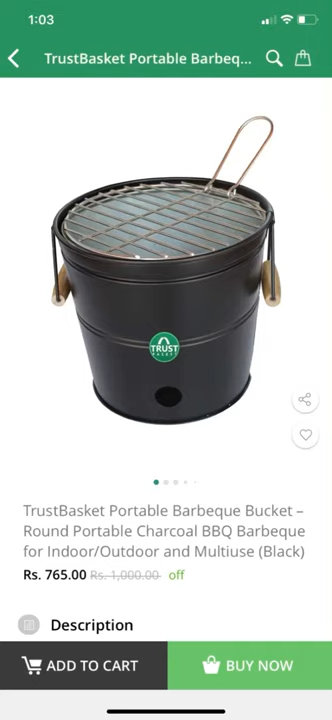 1:03
TrustBasket Portable Barbeq...
TRUST
BASKET
TrustBasket Portable Barbeque Bucket –
Round Portable Charcoal BBQ Barbeque
for Indoor/Outdoor and Multiuse (Black)
Rs. 765.00 Rs. 1,000.00 off
Description
ADD TO CART
BUY NOW